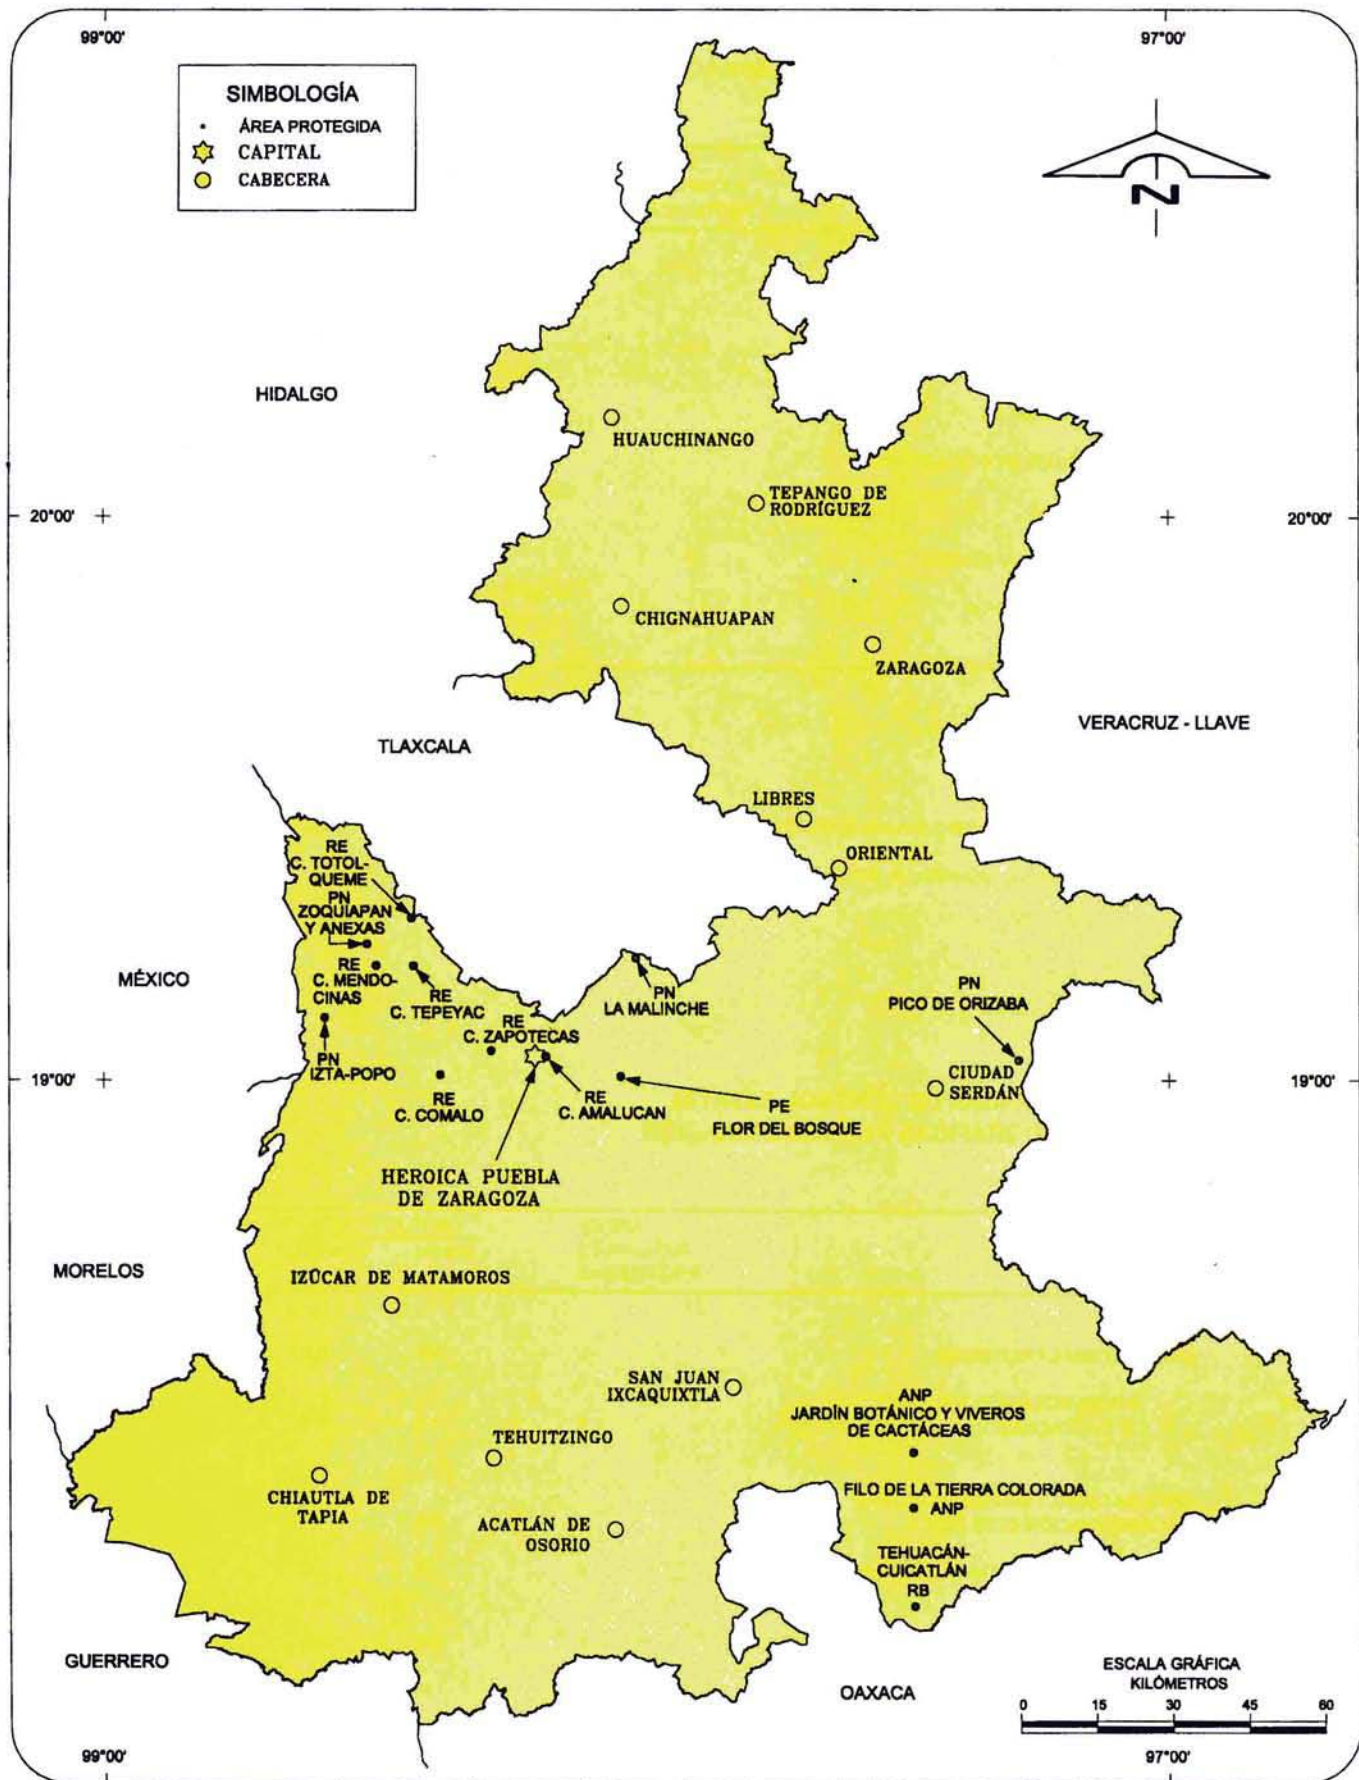 99°00'
97°00'
SIMBOLOGÍA
ÁREA PROTEGIDA
CAPITAL
CABECERA
N
HIDALGO
HUAUCHINANGO
TEPANGO DE
RODRÍGUEZ
20°00'
20°00'
CHIGNAHUAPAN
ZARAGOZA
VERACRUZ - LLAVE
TLAXCALA
LIBRES
ORIENTAL
RE
C. TOTOL-
QUEME
PN
ZOQUIAPAN
Y ANEXAS
MÉXICO
RE
C. MENDO-
CINAS
RE
C. TEPEYAC
PN
LA MALINCHE
PN
PICO DE ORIZABA
RE
C. ZAPOTECAS
PN
IZTA-POPO
19°00'
19°00'
CIUDAD
SERDÁN
RE
C. COMALO
RE
C. AMALUCAN
PE
FLOR DEL BOSQUE
HEROICA PUEBLA
DE ZARAGOZA
MORELOS
IZÚCAR DE MATAMOROS
SAN JUAN
IXCAQUIXTLA
ANP
JARDÍN BOTÁNICO Y VIVEROS
DE CACTÁCEAS
TEHUITZINGO
CHIAUTLA DE
TAPIA
FILO DE LA TIERRA COLORADA
ANP
ACATLÁN DE
OSORIO
TEHUACÁN-
CUICATLÁN
RB
GUERRERO
OAXACA
ESCALA GRÁFICA
KILÓMETROS
0 15 30 45 60
99°00'
97°00'